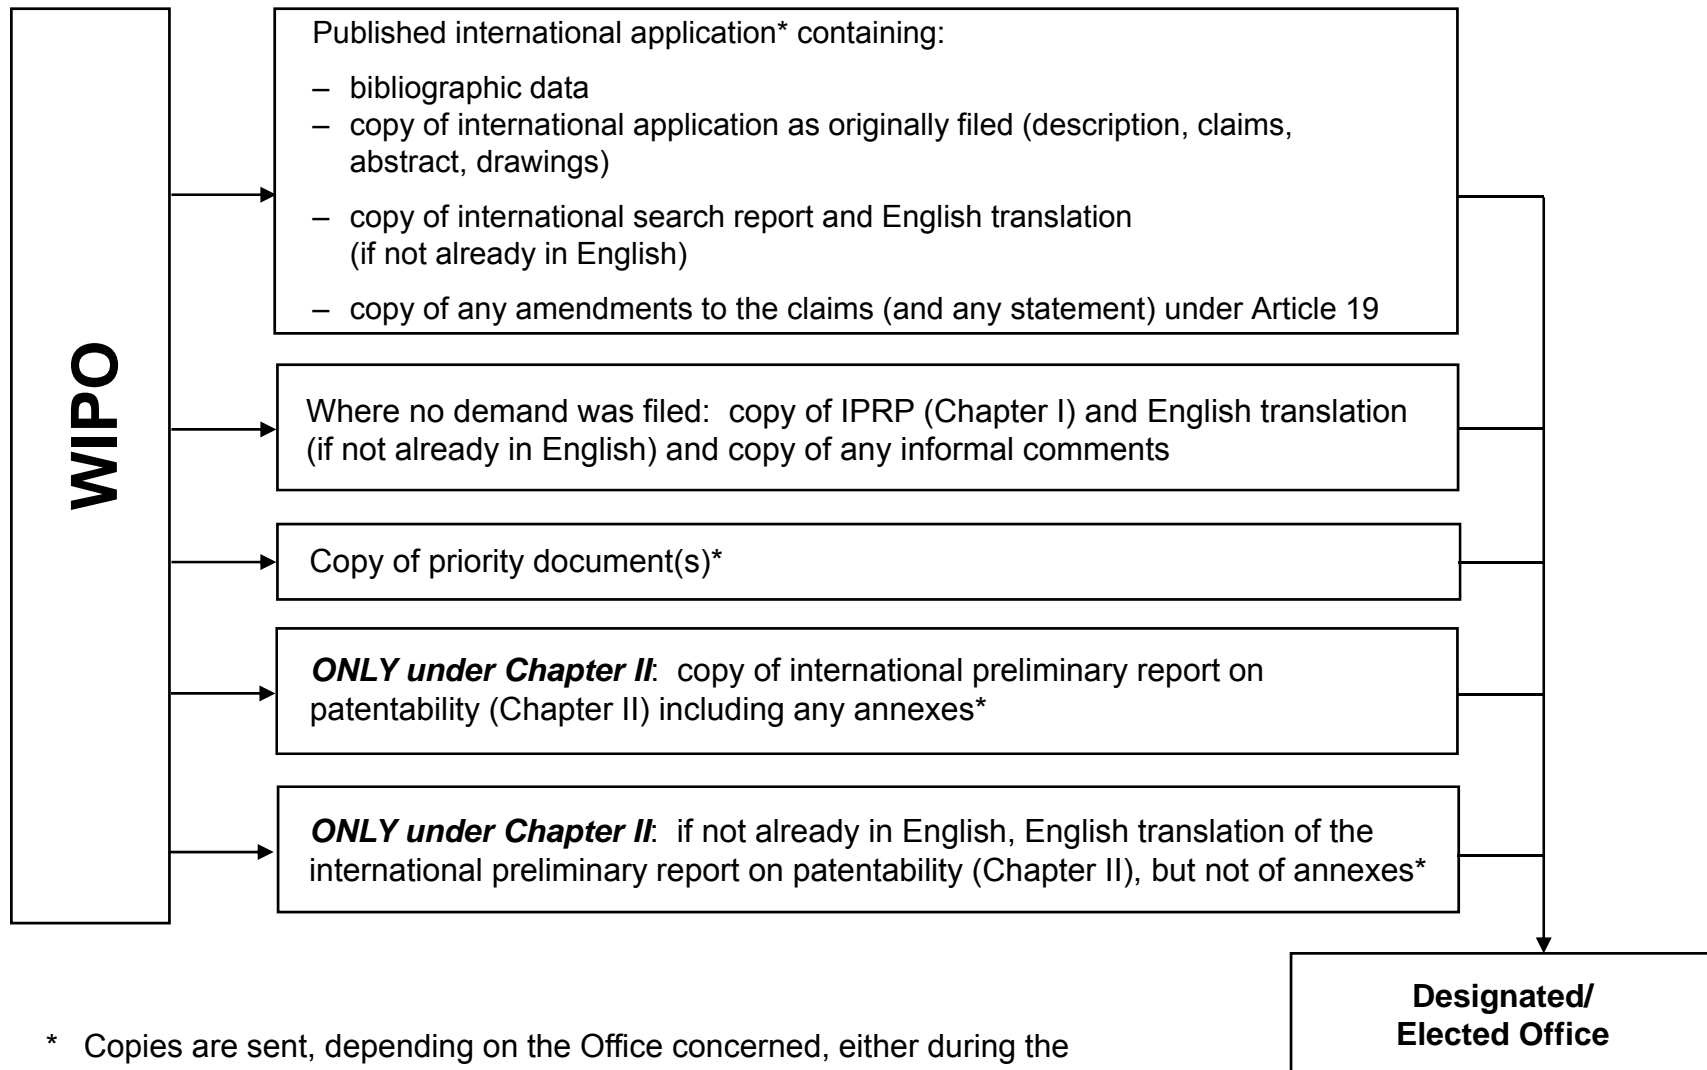 WIPO
Published international application* containing:
– bibliographic data
– copy of international application as originally filed (description, claims,
abstract, drawings)
– copy of international search report and English translation
(if not already in English)
– copy of any amendments to the claims (and any statement) under Article 19
Where no demand was filed: copy of IPRP (Chapter I) and English translation
(if not already in English) and copy of any informal comments
Copy of priority document(s)*
ONLY under Chapter II: copy of international preliminary report on
patentability (Chapter II) including any annexes*
ONLY under Chapter II: if not already in English, English translation of the
international preliminary report on patentability (Chapter II), but not of annexes*
Designated/
Elected Office
* Copies are sent, depending on the Office concerned, either during the